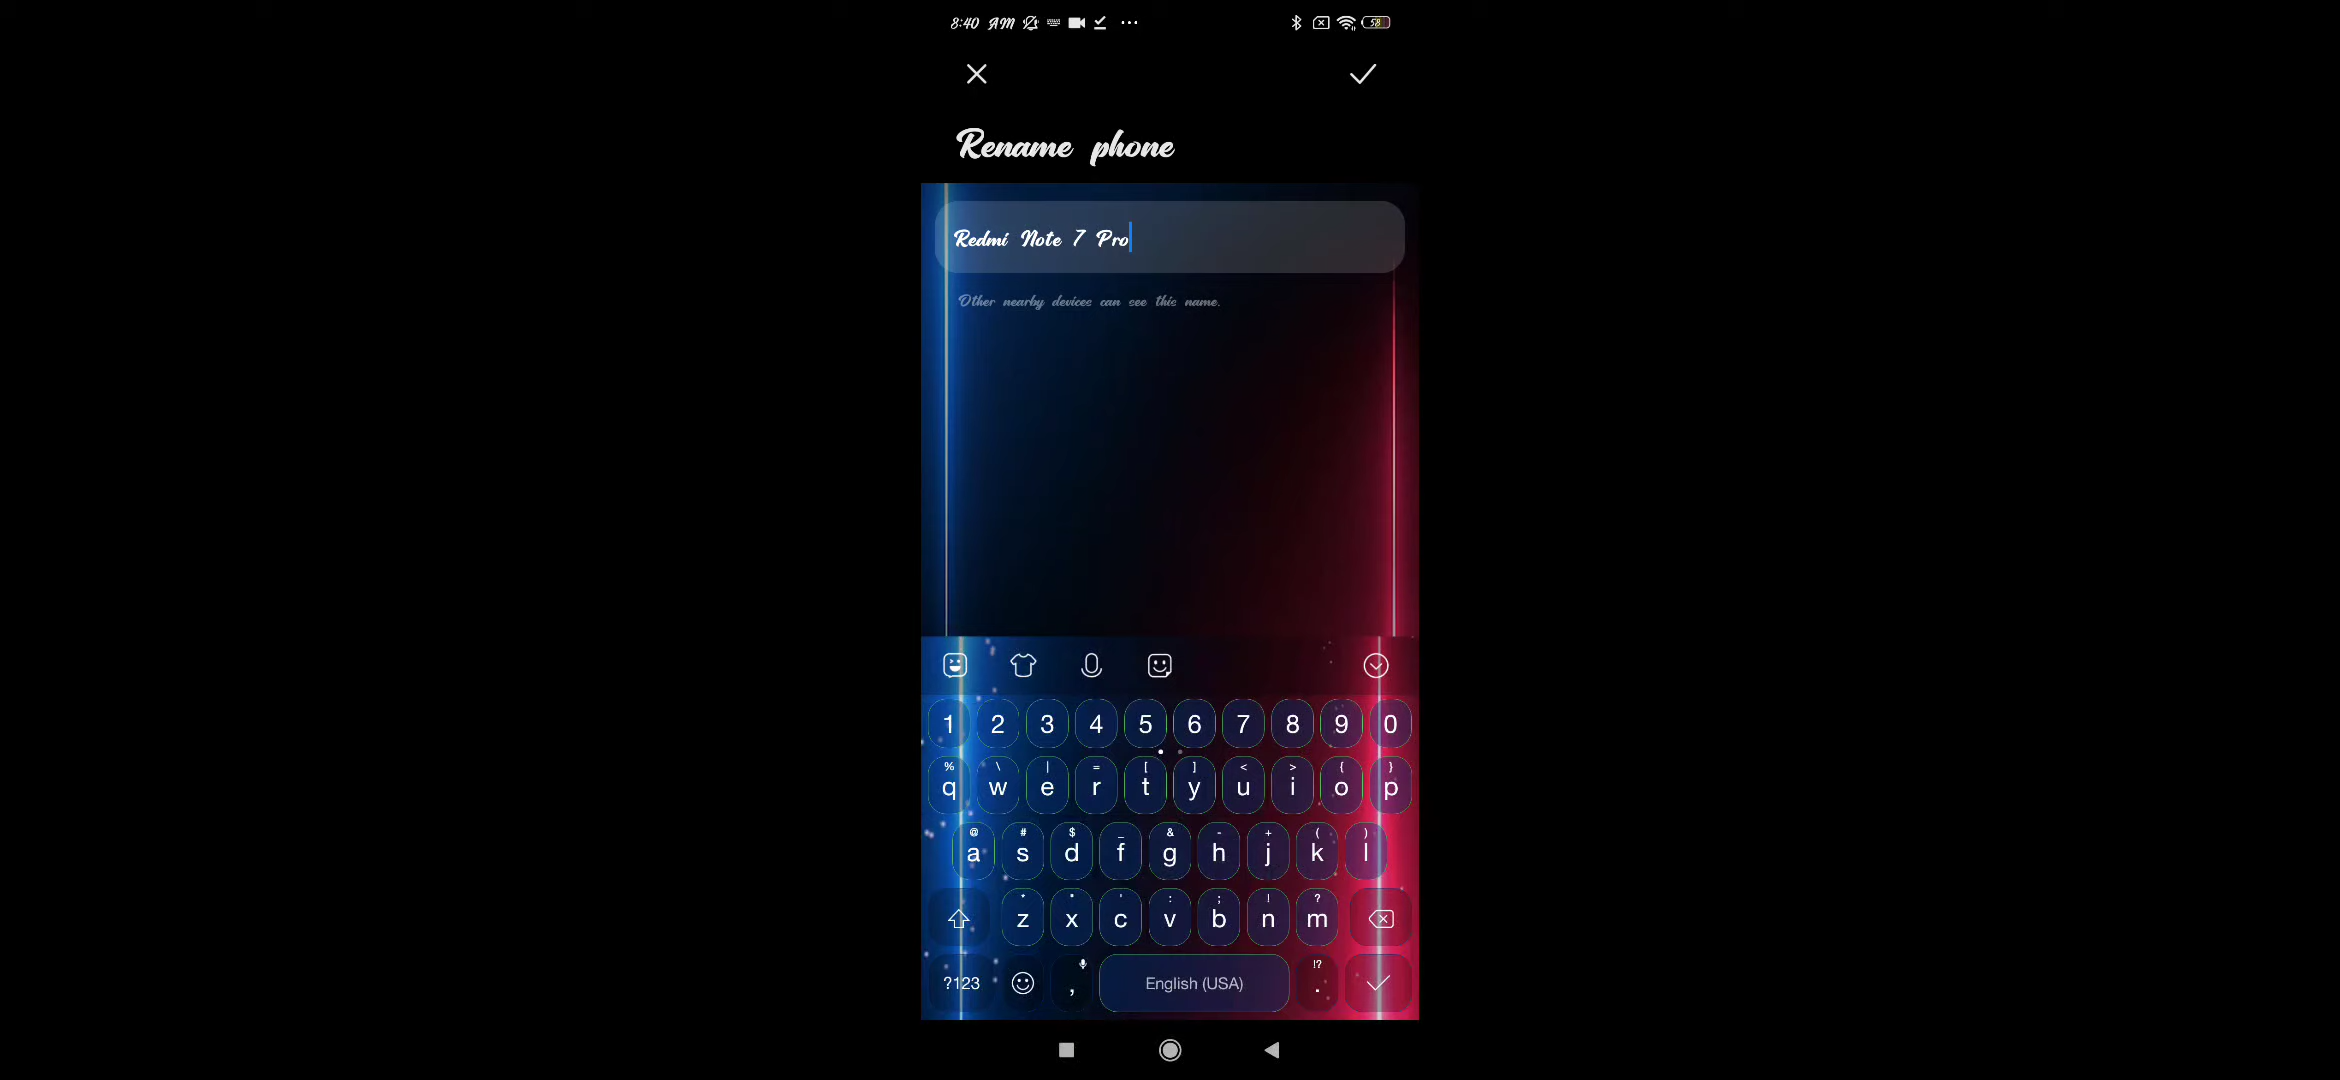 8:40 AM 58
Rename phone
Redmi Note 7 Pro
Other nearby devices can see this name.
1 2 3 4 5 6 7 8 9 0
% \ | = [ ] < > { }
q w e r t y u i o p
@ # $ _ & - + ( )
a s d f g h j k l
* " ' : ; ! ?
z x c v b n m
!?
?123 , English (USA) .